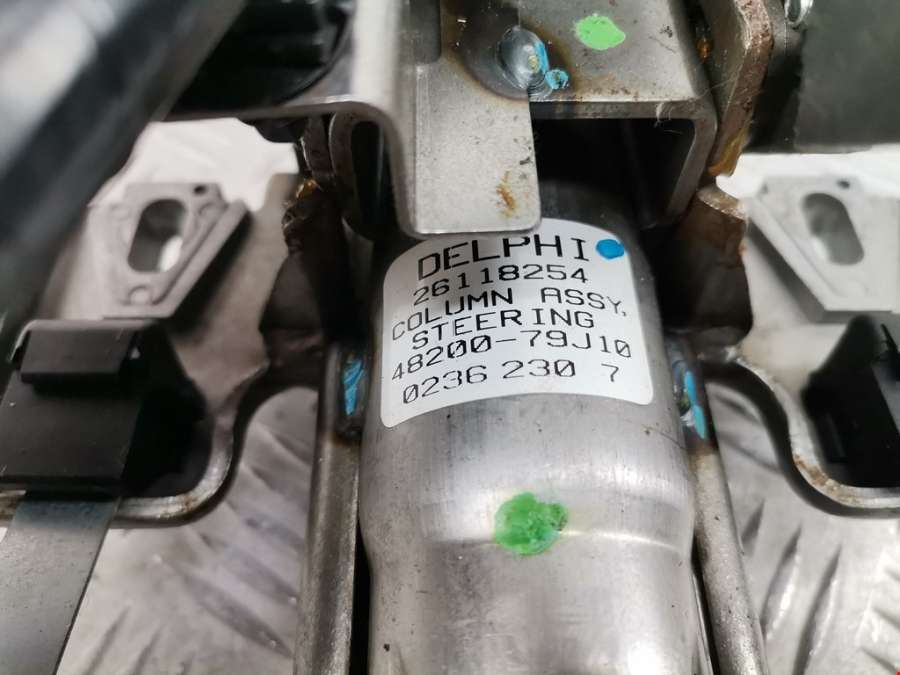 DELPHI
26118254
COLUMN ASSY,
STEERING
48200-79J10
0236 230 7